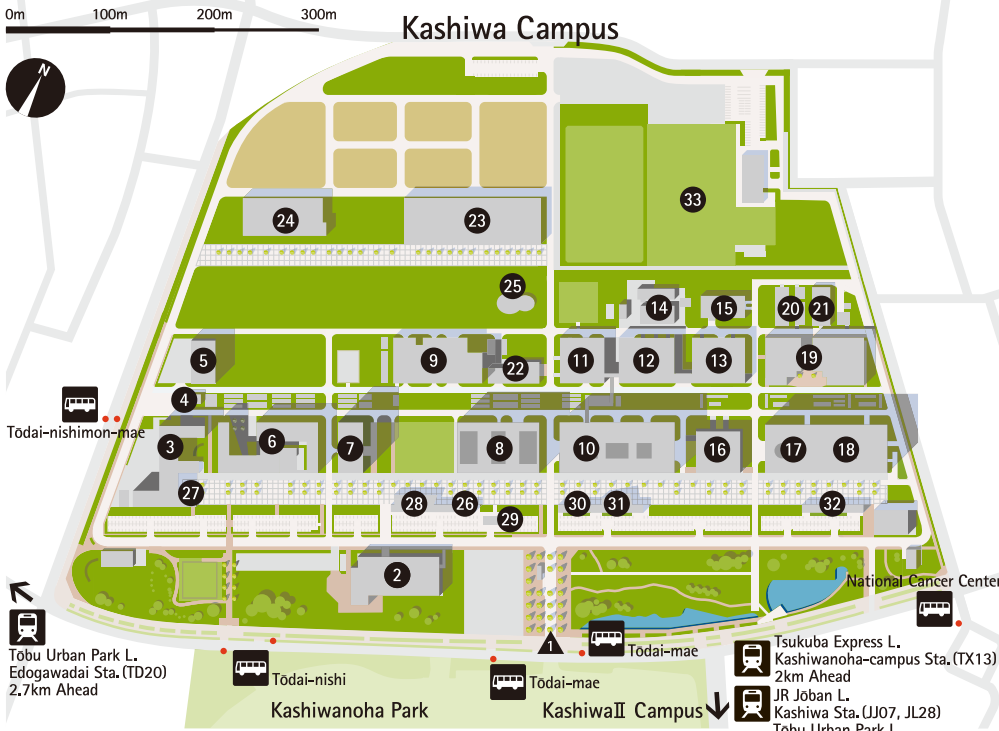 0m 100m 200m 300m
Kashiwa Campus
N
24
23
33
25
14
15
20
21
5
9
22
11
12
13
19
4
Tōdai-nishimon-mae
3
6
7
8
10
16
17
18
27
28
26
29
30
31
32
2
National Cancer Center
1
Tōdai-mae
Tōbu Urban Park L.
Edogawadai Sta.(TD20)
2.7km Ahead
Tōdai-nishi
Tōdai-mae
Tsukuba Express L.
Kashiwanoha-campus Sta.(TX13)
2km Ahead
Kashiwanoha Park
KashiwaⅡ Campus
JR Jōban L.
Kashiwa Sta.(JJ07, JL28)
Tōbu Urban Park L.